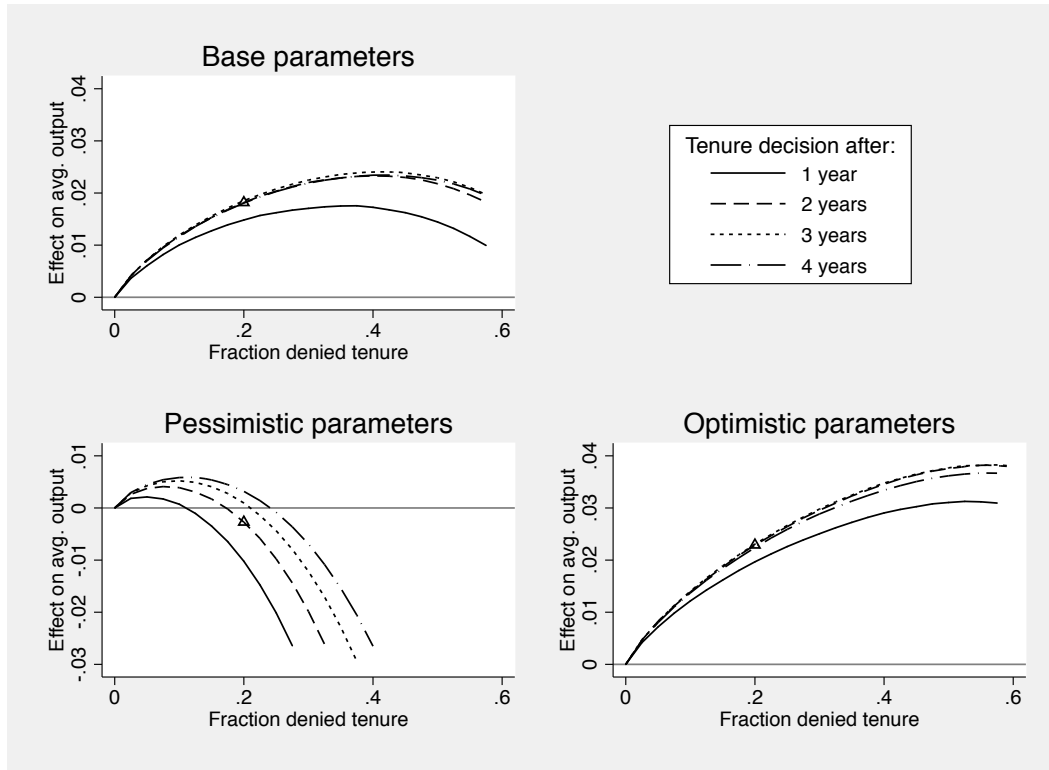 Base parameters
Effect on avg. output
.04
.03
.02
.01
0
0 .2 .4 .6
Fraction denied tenure
Tenure decision after:
1 year
2 years
3 years
4 years
Pessimistic parameters
Effect on avg. output
.01
0
-.01
-.02
-.03
0 .2 .4 .6
Fraction denied tenure
Optimistic parameters
Effect on avg. output
.04
.03
.02
.01
0
0 .2 .4 .6
Fraction denied tenure